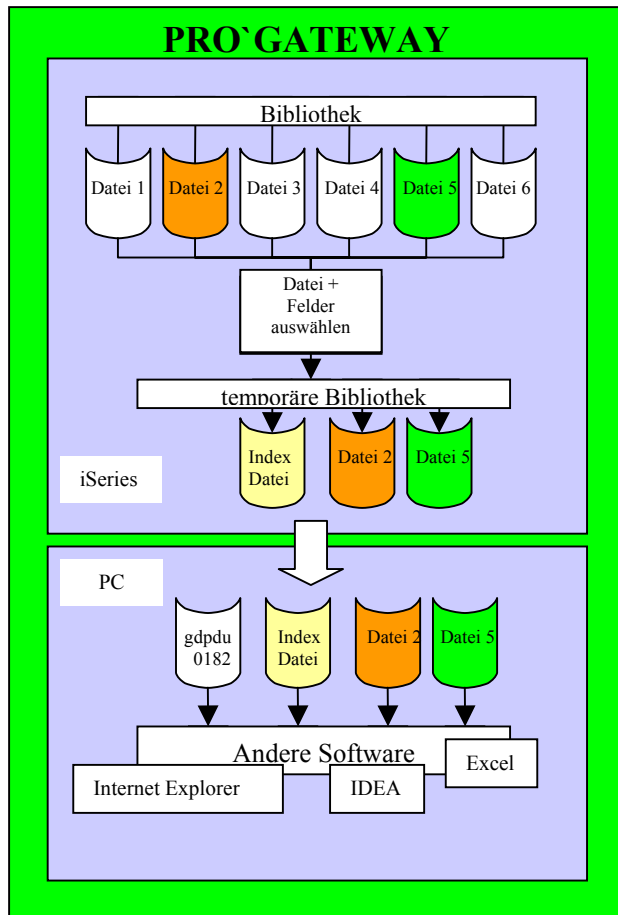 PRO`GATEWAY
Bibliothek
Datei 1
Datei 2
Datei 3
Datei 4
Datei 5
Datei 6
Datei +
Felder
auswählen
temporäre Bibliothek
Index
Datei
Datei 2
Datei 5
iSeries
PC
gdpdu
0182
Index
Datei
Datei 2
Datei 5
Andere Software
Excel
Internet Explorer
IDEA